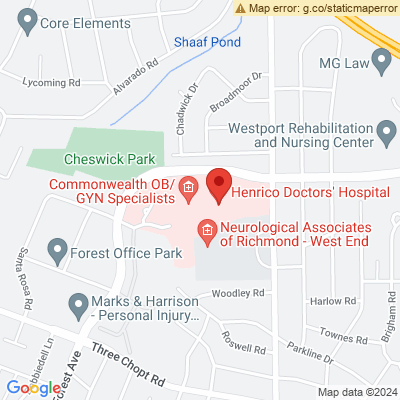 Map error: g.co/staticmaperror
Core Elements
Shaaf Pond
MG Law
Alvarado Rd
Lycoming Rd
Broadmoor Dr
Chadwick Dr
Westport Rehabilitation
and Nursing Center
Cheswick Park
Commonwealth OB/
GYN Specialists
Henrico Doctors' Hospital
Neurological Associates
of Richmond - West End
Forest Office Park
Santa Rosa Rd
Marks & Harrison
- Personal Injury...
Woodley Rd
Harlow Rd
Brigham Rd
Townes Rd
Roswell Rd
Parkline Dr
Three Chopt Rd
Google
Map data ©2024